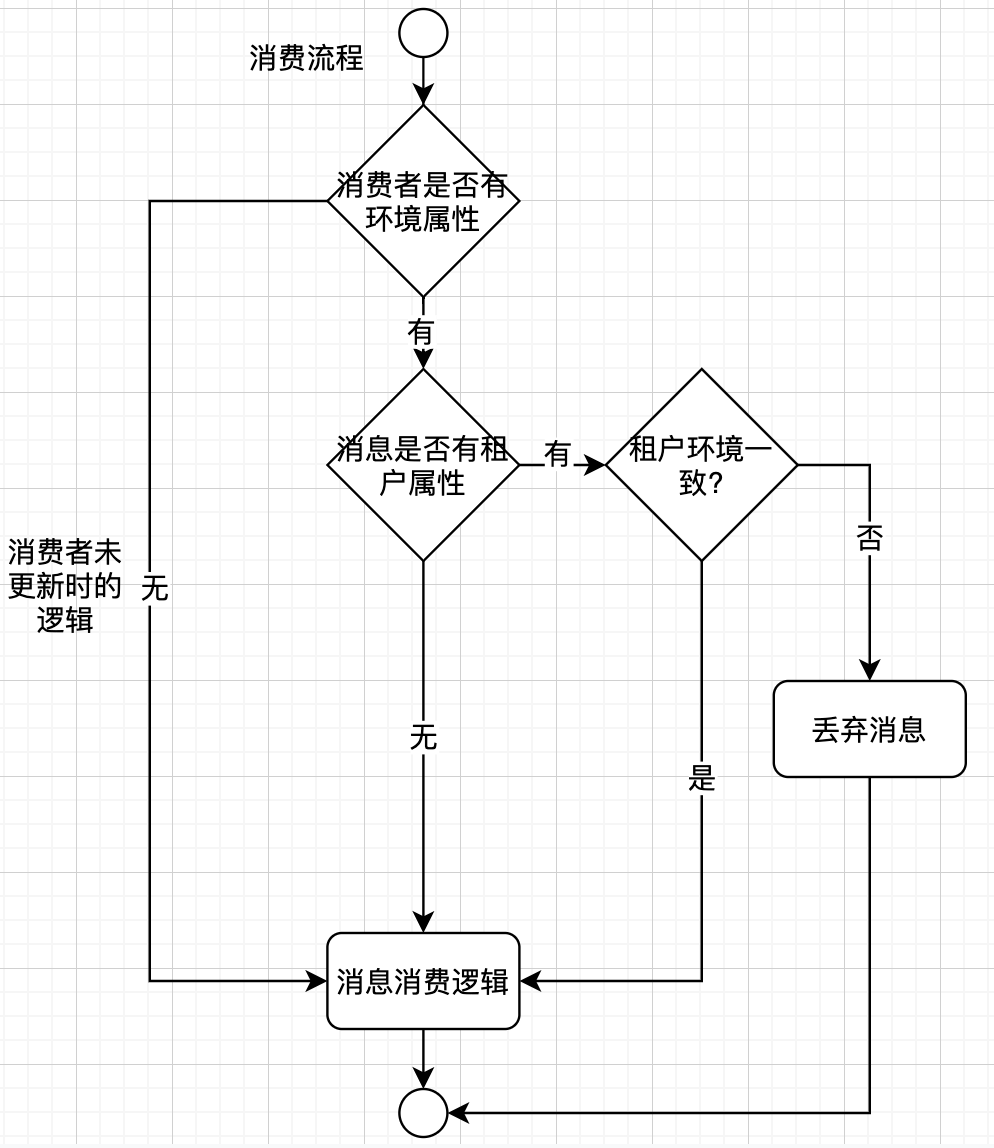 消费流程
消费者是否有
环境属性
有
消息是否有租
户属性
有
租户环境一
致?
否
消费者未
更新时的
逻辑
无
无
是
丢弃消息
消息消费逻辑